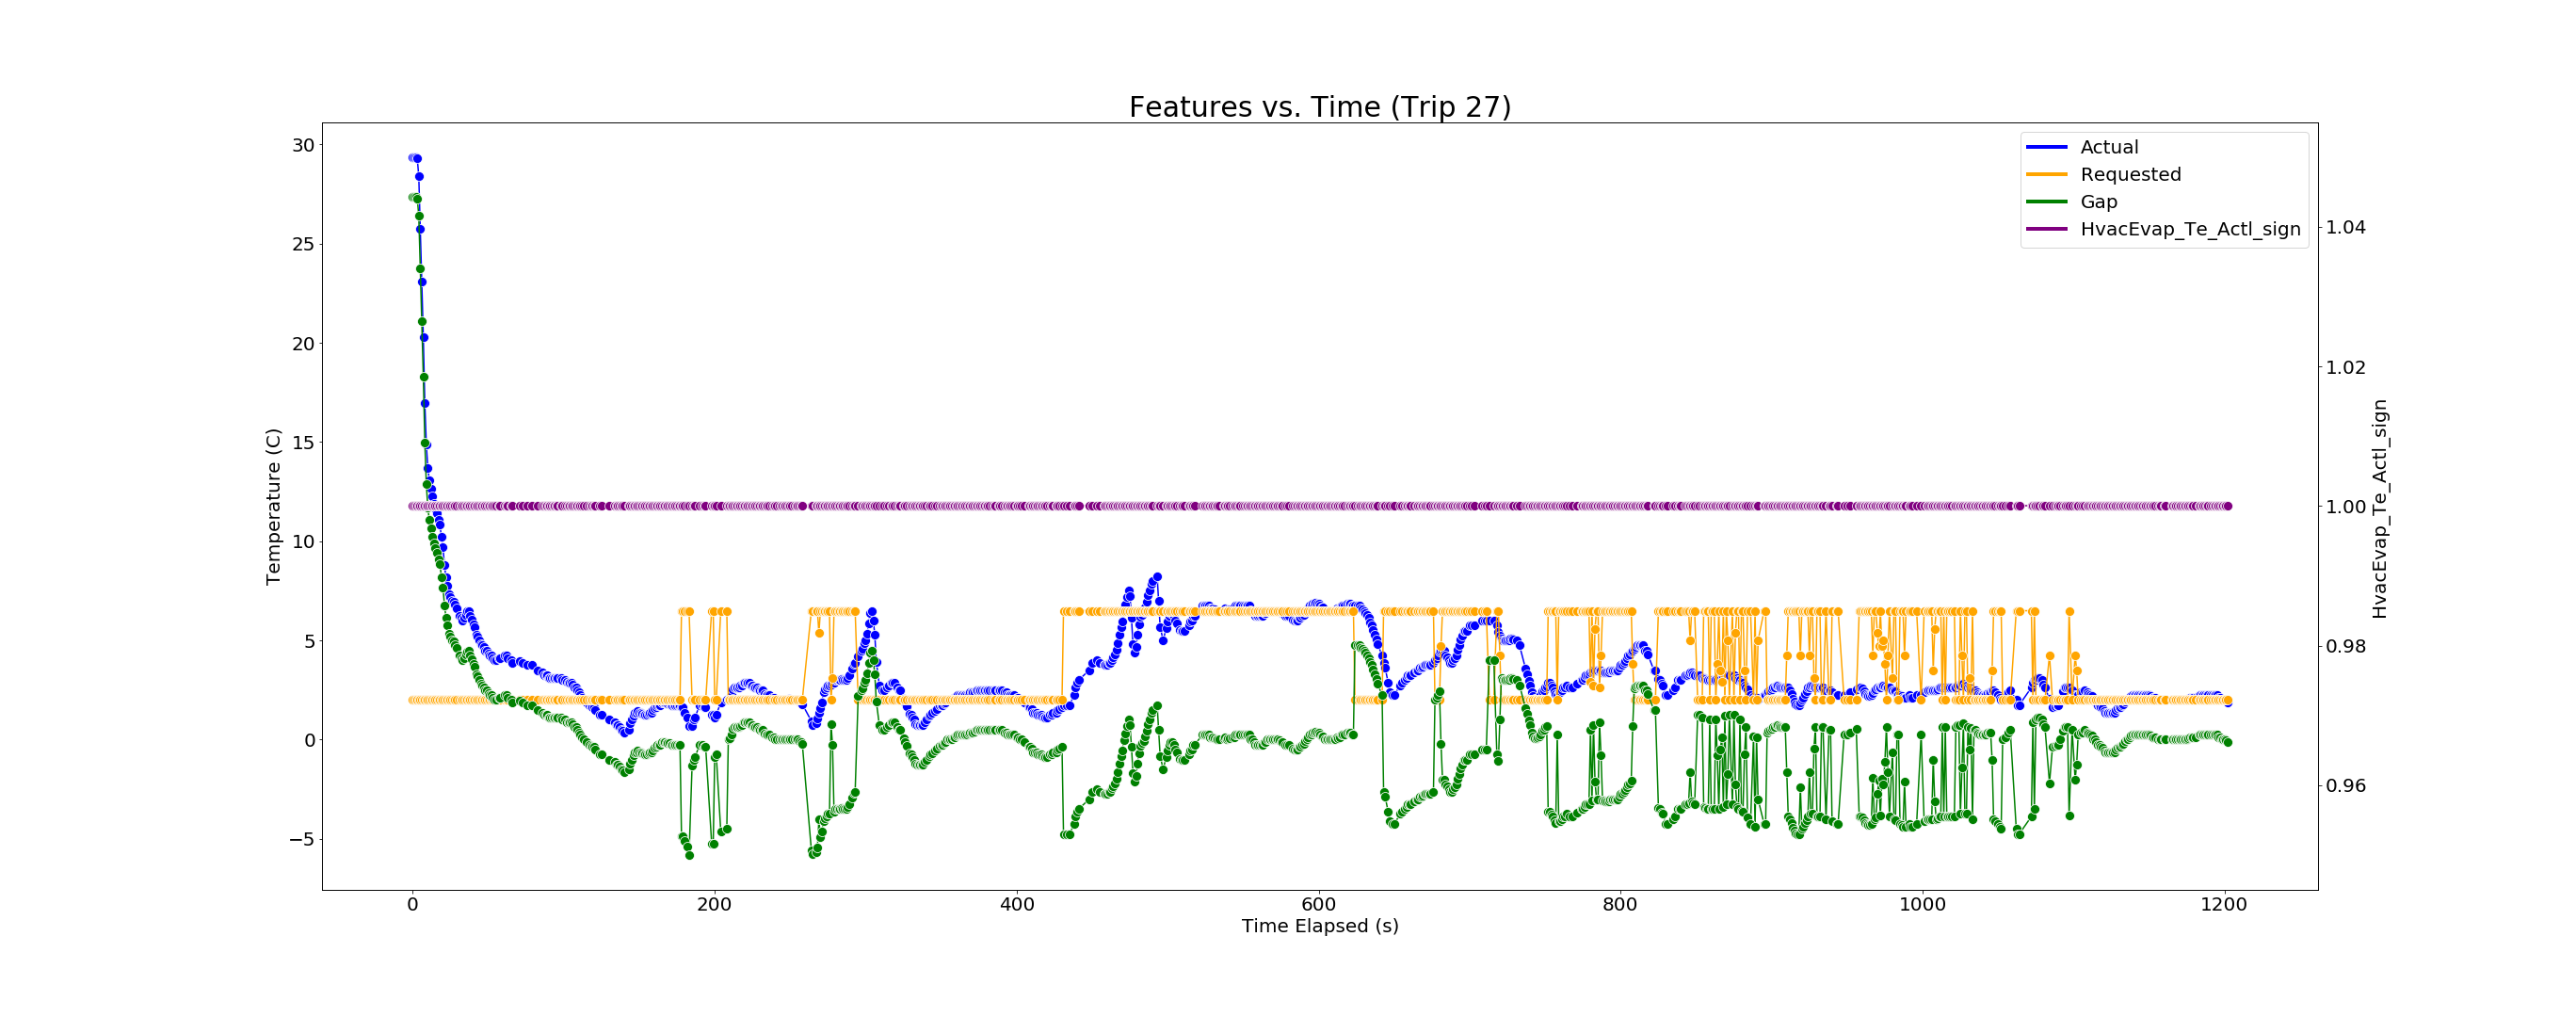 Features vs. Time (Trip 27)
Actual
Requested
Gap
HvacEvap_Te_Actl_sign
30
25
20
15
10
5
0
−5
Temperature (C)
1.04
1.02
1.00
0.98
0.96
HvacEvap_Te_Actl_sign
0 200 400 600 800 1000 1200
Time Elapsed (s)